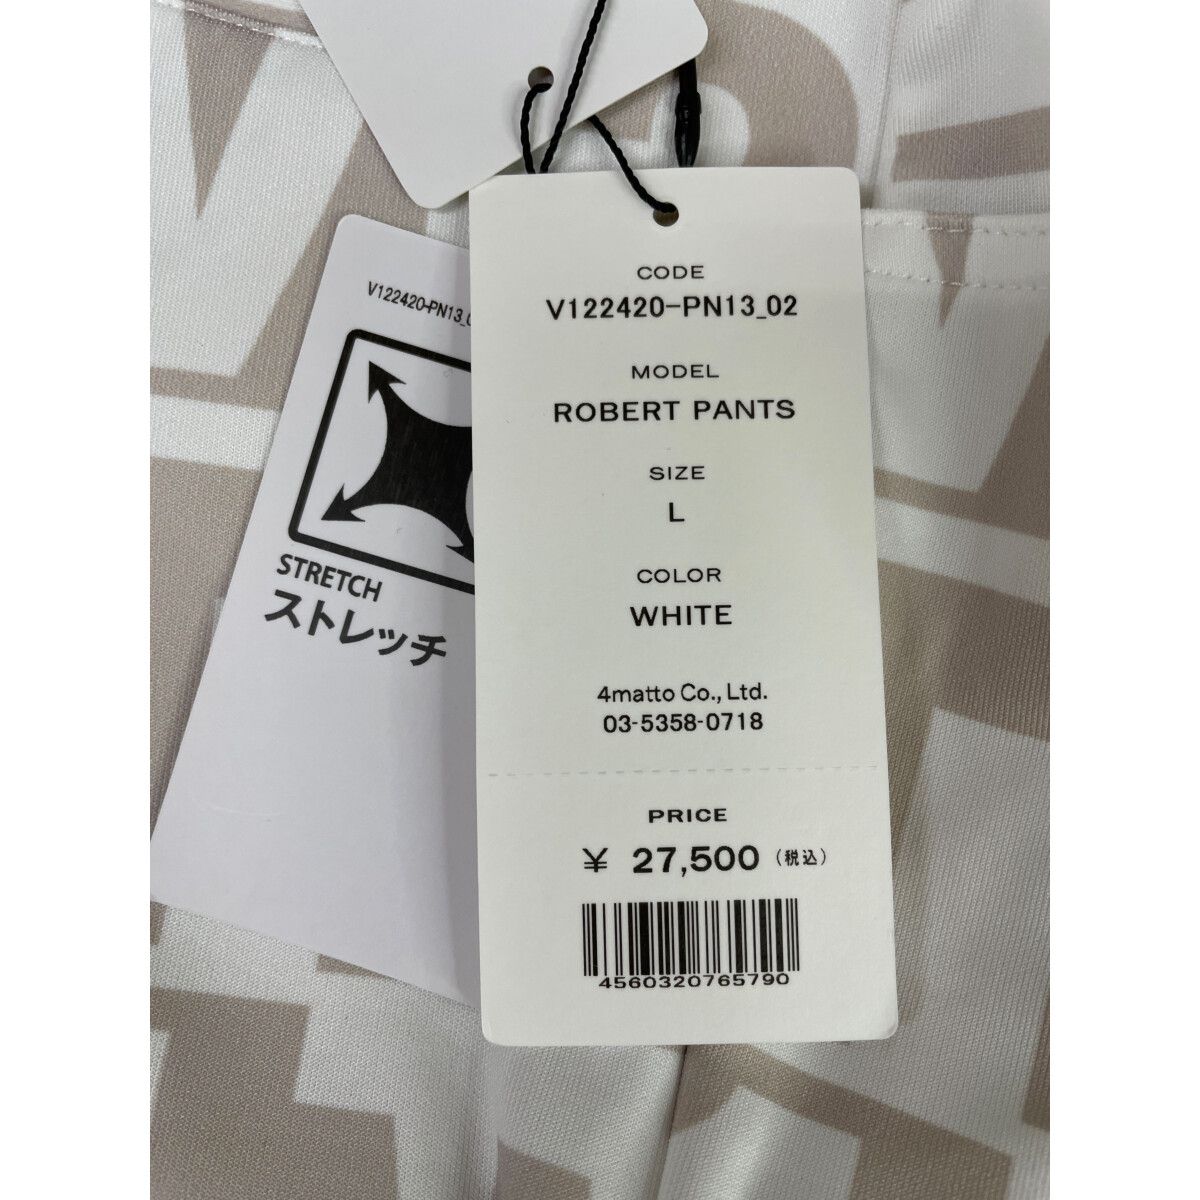 CODE
V122420-PN13_02
MODEL
ROBERT PANTS
SIZE
L
COLOR
WHITE
4matto Co., Ltd.
03-5358-0718
PRICE
¥ 27,500 (税込)
4560320765790
V122420-PN13_0
STRETCH
ストレッチ